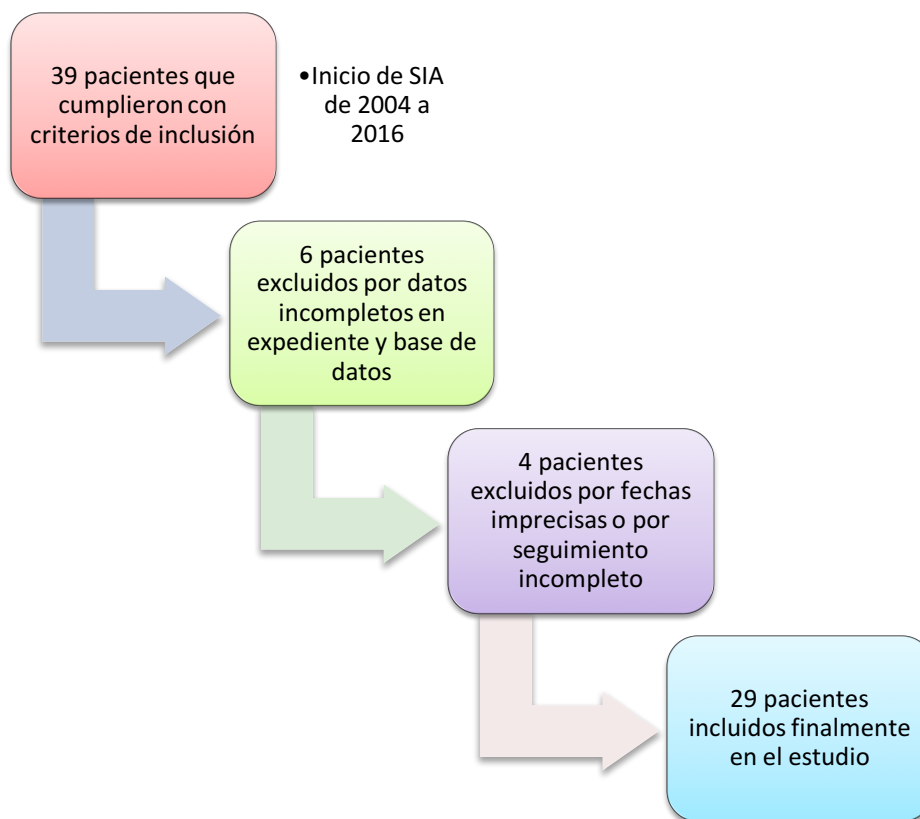 39 pacientes que
cumplieron con
criterios de inclusión
•Inicio de SIA
de 2004 a
2016
6 pacientes
excluidos por datos
incompletos en
expediente y base de
datos
4 pacientes
excluidos por fechas
imprecisas o por
seguimiento
incompleto
29 pacientes
incluidos finalmente
en el estudio